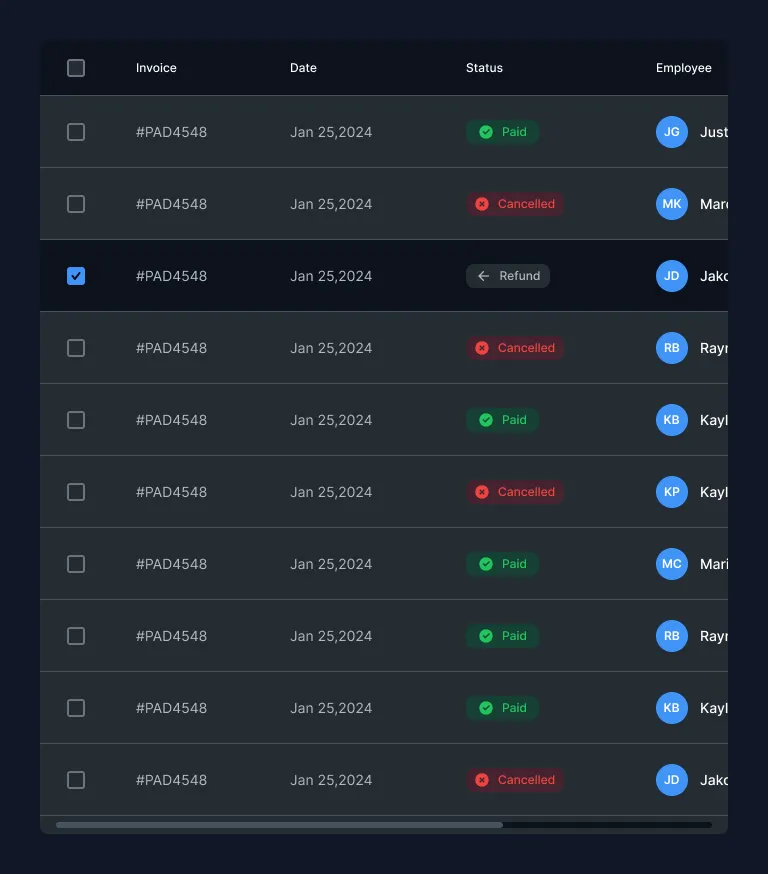 Invoice Date Status Employee
#PAD4548 Jan 25,2024 Paid JG Just
#PAD4548 Jan 25,2024 Cancelled MK Marc
#PAD4548 Jan 25,2024 Refund JD Jako
#PAD4548 Jan 25,2024 Cancelled RB Rayn
#PAD4548 Jan 25,2024 Paid KB Kayl
#PAD4548 Jan 25,2024 Cancelled KP Kayl
#PAD4548 Jan 25,2024 Paid MC Mari
#PAD4548 Jan 25,2024 Paid RB Rayn
#PAD4548 Jan 25,2024 Paid KB Kayl
#PAD4548 Jan 25,2024 Cancelled JD Jako